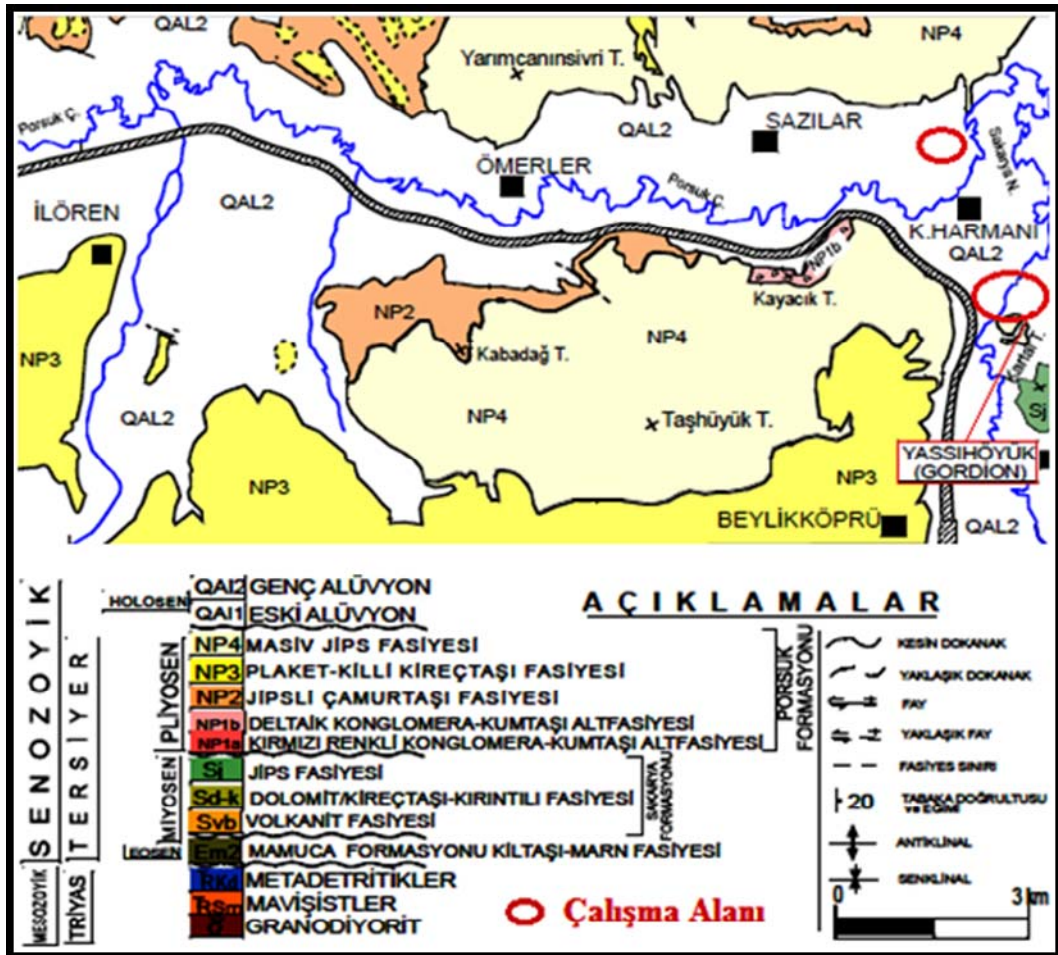 QAL2
NP4
Yarımcanınsivri T.
Porsuk Ç.
QAL2
SAZILAR
Sakarya N.
ÖMERLER
Porsuk Ç.
İLÖREN
QAL2
K.HARMANI
QAL2
NP1b
Kayacık T.
NP2
NP4
NP3
Kabadağ T.
Kartal T.
QAL2
NP4
Taşhüyük T.
Sj
YASSIHÖYÜK
(GORDION)
NP3
NP3
BEYLİKKÖPRÜ
QAL2
SENOZOYİK
TERSİYER
HOLOSEN
QAl2 GENÇ ALÜVYON
QAl1 ESKİ ALÜVYON
PLİYOSEN
NP4 MASİV JİPS FASİYESİ
NP3 PLAKET-KİLLİ KİREÇTAŞI FASİYESİ
NP2 JİPSLİ ÇAMURTAŞI FASİYESİ
NP1b DELTAİK KONGLOMERA-KUMTAŞI ALTFASİYESİ
NP1a KIRMIZI RENKLİ KONGLOMERA-KUMTAŞI ALTFASİYESİ
PORSUK
FORMASYONU
MİYOSEN
Sj JİPS FASİYESİ
Sd-k DOLOMİT/KİREÇTAŞI-KIRINTILI FASİYESİ
Svb VOLKANİT FASİYESİ
SAKARYA
FORMASYONU
EOSEN
Em2 MAMUCA FORMASYONU KİLTAŞI-MARN FASİYESİ
MESOZOYİK
TRİYAS
TRKd METADETRİTİKLER
TRSm MAVİŞİSTLER
GRANODİYORİT
AÇIKLAMALAR
KESİN DOKANAK
YAKLAŞIK DOKANAK
FAY
YAKLAŞIK FAY
FASİYES SINIRI
20 TABAKA DOĞRULTUSU
ve EĞİMİ
ANTİKLİNAL
SENKLİNAL
Çalışma Alanı
0 3 km